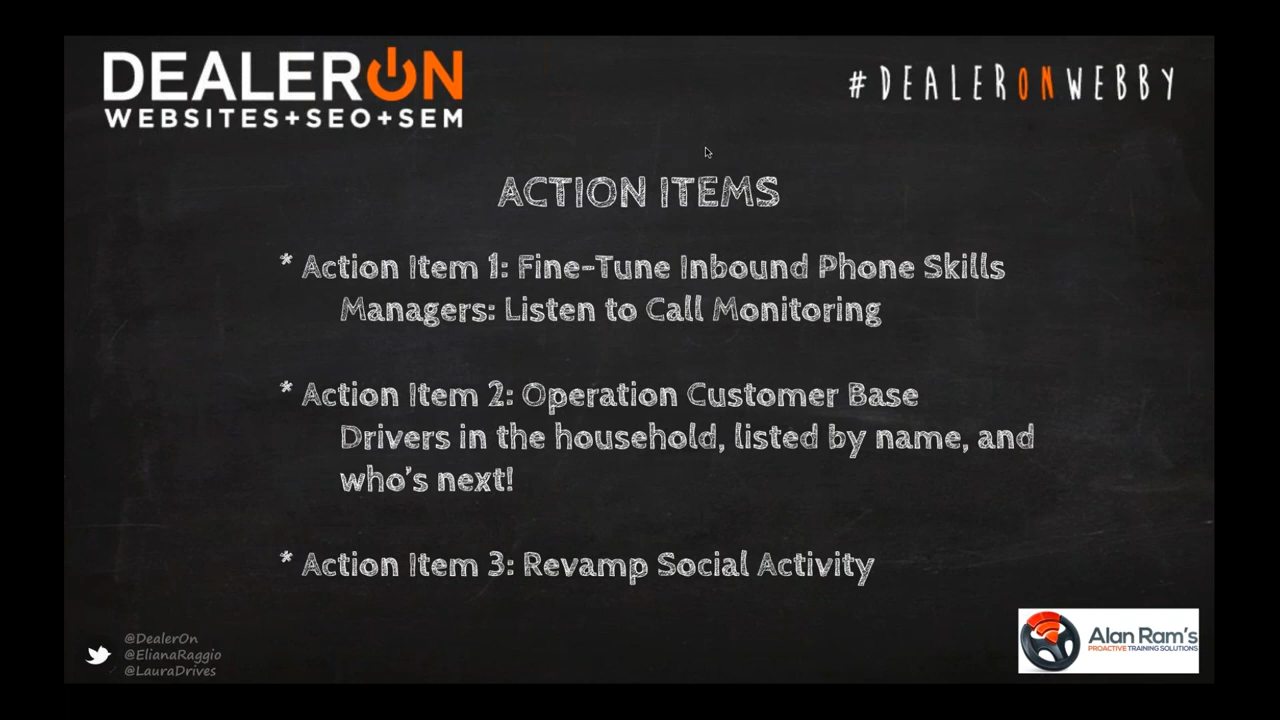 DEALERON
WEBSITES+SEO+SEM
#DEALERONWEBBY
ACTION ITEMS
* Action Item 1: Fine-Tune Inbound Phone Skills
Managers: Listen to Call Monitoring
* Action Item 2: Operation Customer Base
Drivers in the household, listed by name, and
who's next!
* Action Item 3: Revamp Social Activity
@DealerOn
@ElianaRaggio
@LauraDrives
Alan Ram's
PROACTIVE TRAINING SOLUTIONS